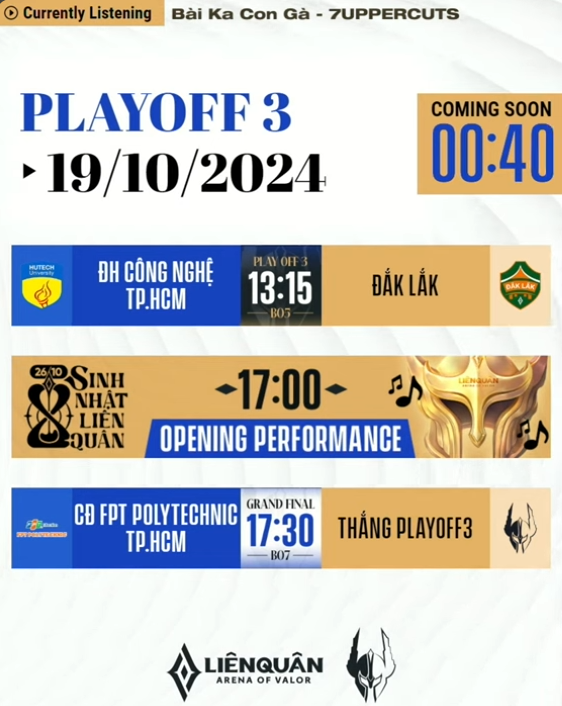 Currently Listening
Bài Ka Con Gà - 7UPPERCUTS
PLAYOFF 3
19/10/2024
COMING SOON
00:40
HUTECH
University
ĐH CÔNG NGHỆ
TP.HCM
PLAY OFF 3
13:15
BO5
ĐẮK LẮK
ĐẮK LẮK
26/10
SINH
NHẬT
LIÊN
QUÂN
17:00
OPENING PERFORMANCE
LIÊNQUÂN
FPT POLYTECHNIC
CĐ FPT POLYTECHNIC
TP.HCM
GRAND FINAL
17:30
BO7
THẮNG PLAYOFF3
LIÊNQUÂN
ARENA OF VALOR